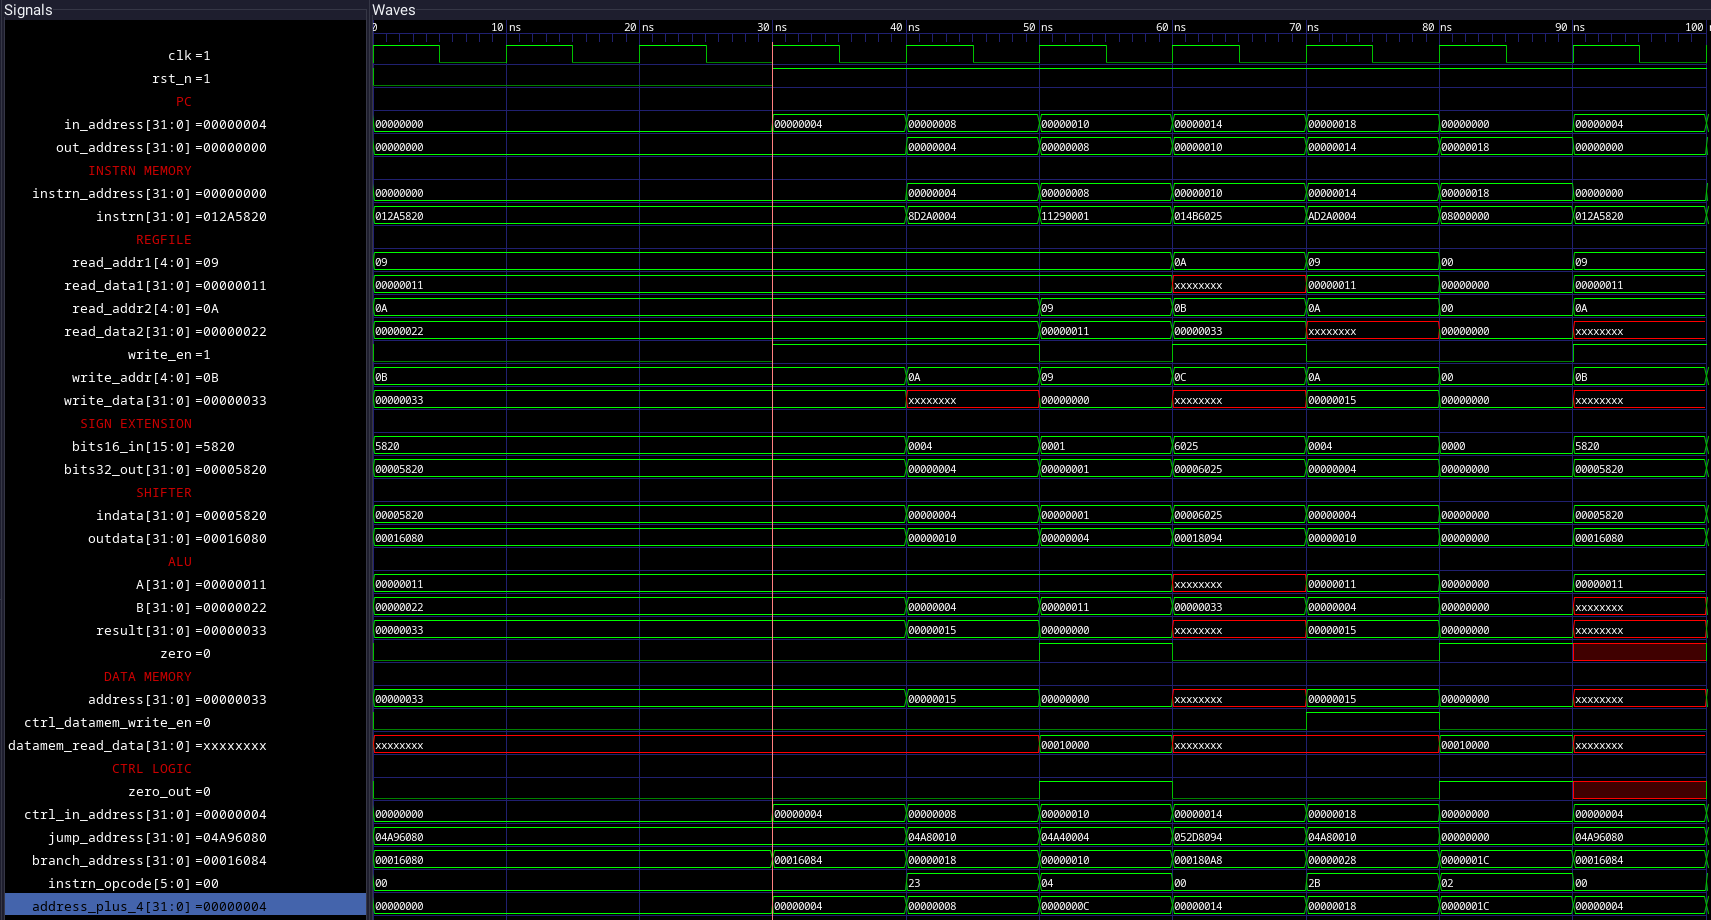 Signals Waves
0 10 ns 20 ns 30 ns 40 ns 50 ns 60 ns 70 ns 80 ns 90 ns 100
clk =1
rst_n =1
PC
in_address[31:0] =00000004 00000000 00000004 00000008 00000010 00000014 00000018 00000000 00000004
out_address[31:0] =00000000 00000000 00000004 00000008 00000010 00000014 00000018 00000000
INSTRN MEMORY
instrn_address[31:0] =00000000 00000000 00000004 00000008 00000010 00000014 00000018 00000000
instrn[31:0] =012A5820 012A5820 8D2A0004 11290001 014B6025 AD2A0004 08000000 012A5820
REGFILE
read_addr1[4:0] =09 09 0A 09 00 09
read_data1[31:0] =00000011 00000011 xxxxxxxx 00000011 00000000 00000011
read_addr2[4:0] =0A 0A 09 0B 0A 00 0A
read_data2[31:0] =00000022 00000022 00000011 00000033 xxxxxxxx 00000000 xxxxxxxx
write_en =1
write_addr[4:0] =0B 0B 0A 09 0C 0A 00 0B
write_data[31:0] =00000033 00000033 xxxxxxxx 00000000 xxxxxxxx 00000015 00000000 xxxxxxxx
SIGN EXTENSION
bits16_in[15:0] =5820 5820 0004 0001 6025 0004 0000 5820
bits32_out[31:0] =00005820 00005820 00000004 00000001 00006025 00000004 00000000 00005820
SHIFTER
indata[31:0] =00005820 00005820 00000004 00000001 00006025 00000004 00000000 00005820
outdata[31:0] =00016080 00016080 00000010 00000004 00018094 00000010 00000000 00016080
ALU
A[31:0] =00000011 00000011 xxxxxxxx 00000011 00000000 00000011
B[31:0] =00000022 00000022 00000004 00000011 00000033 00000004 00000000 xxxxxxxx
result[31:0] =00000033 00000033 00000015 00000000 xxxxxxxx 00000015 00000000 xxxxxxxx
zero =0
DATA MEMORY
address[31:0] =00000033 00000033 00000015 00000000 xxxxxxxx 00000015 00000000 xxxxxxxx
ctrl_datamem_write_en =0
datamem_read_data[31:0] =xxxxxxxx xxxxxxxx 00010000 xxxxxxxx 00010000 xxxxxxxx
CTRL LOGIC
zero_out =0
ctrl_in_address[31:0] =00000004 00000000 00000004 00000008 00000010 00000014 00000018 00000000 00000004
jump_address[31:0] =04A96080 04A96080 04A80010 04A40004 052D8094 04A80010 00000000 04A96080
branch_address[31:0] =00016084 00016080 00016084 00000018 00000010 000180A8 00000028 0000001C 00016084
instrn_opcode[5:0] =00 00 23 04 00 2B 02 00
address_plus_4[31:0] =00000004 00000000 00000004 00000008 0000000C 00000014 00000018 0000001C 00000004